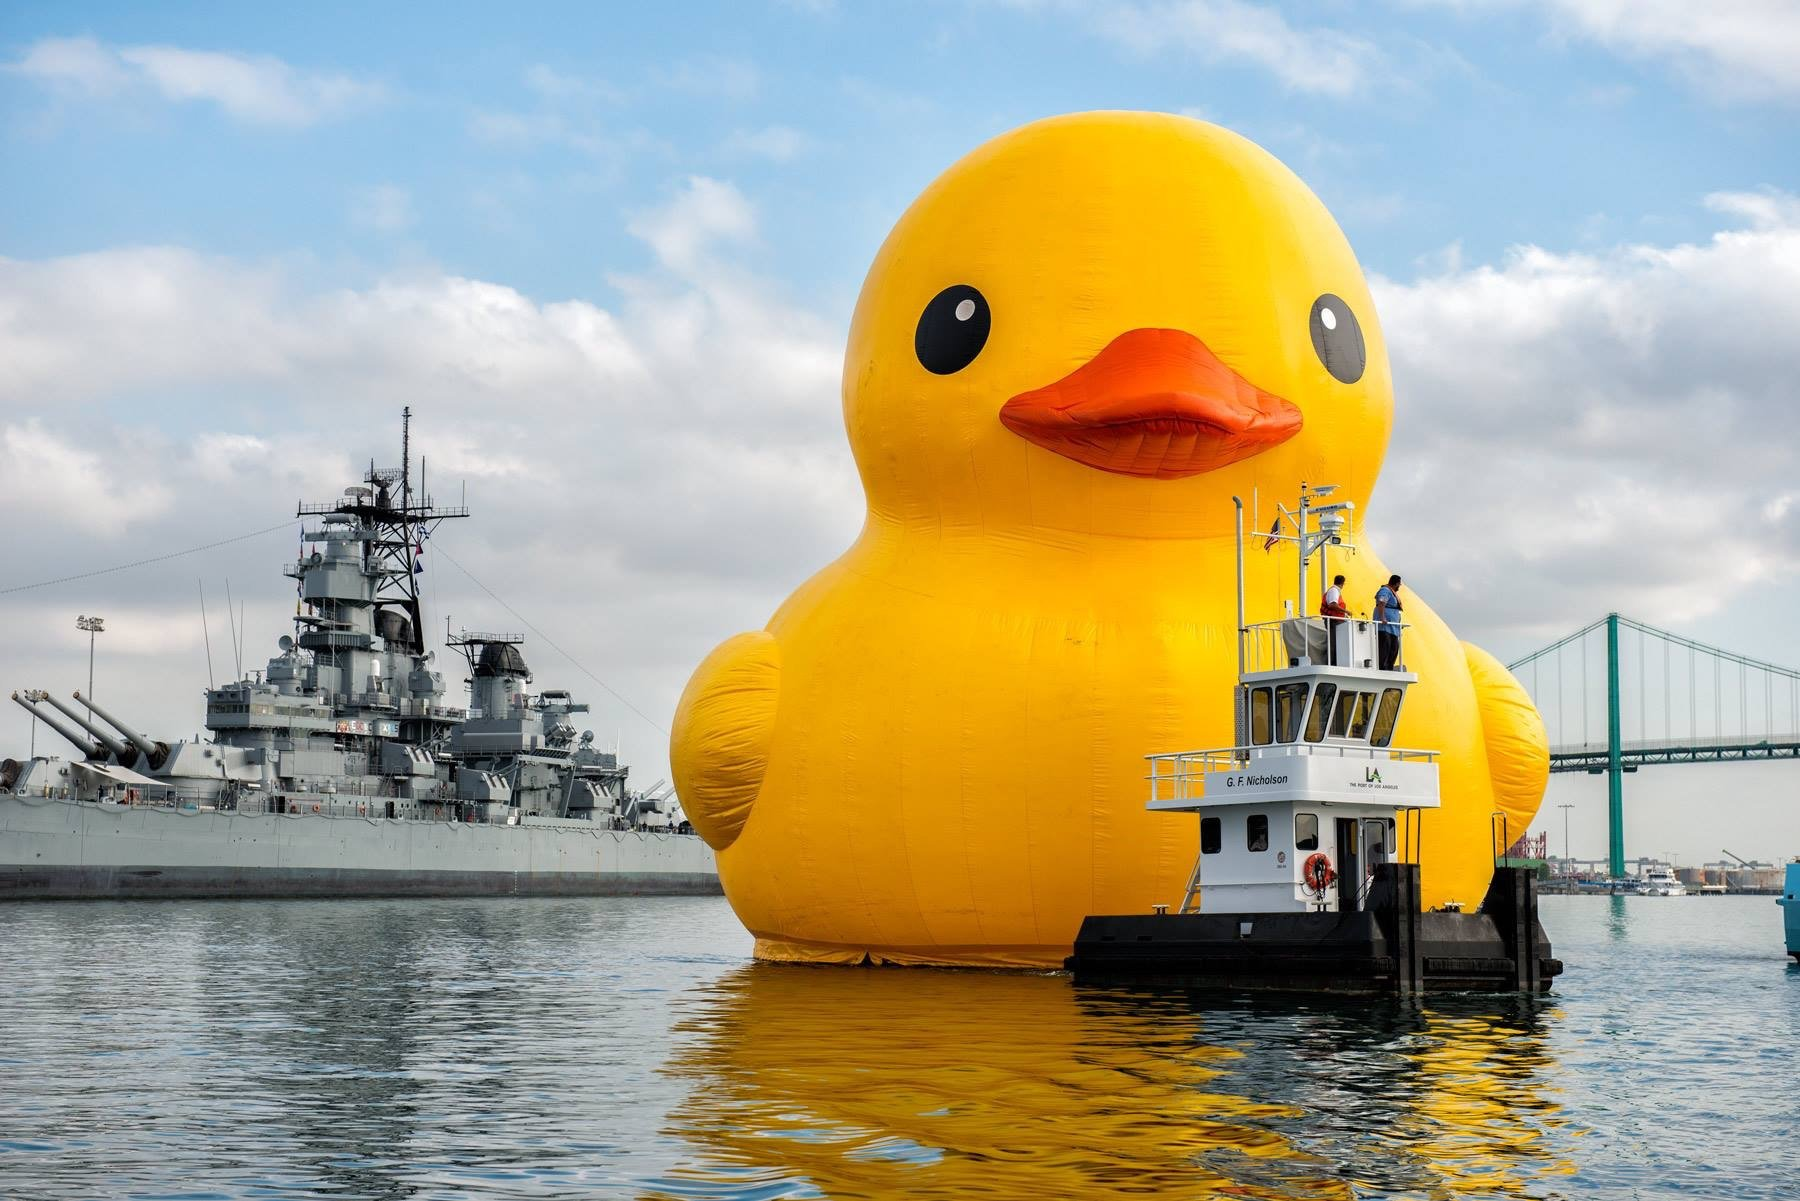 G. F. Nicholson
LA
THE PORT OF LOS ANGELES